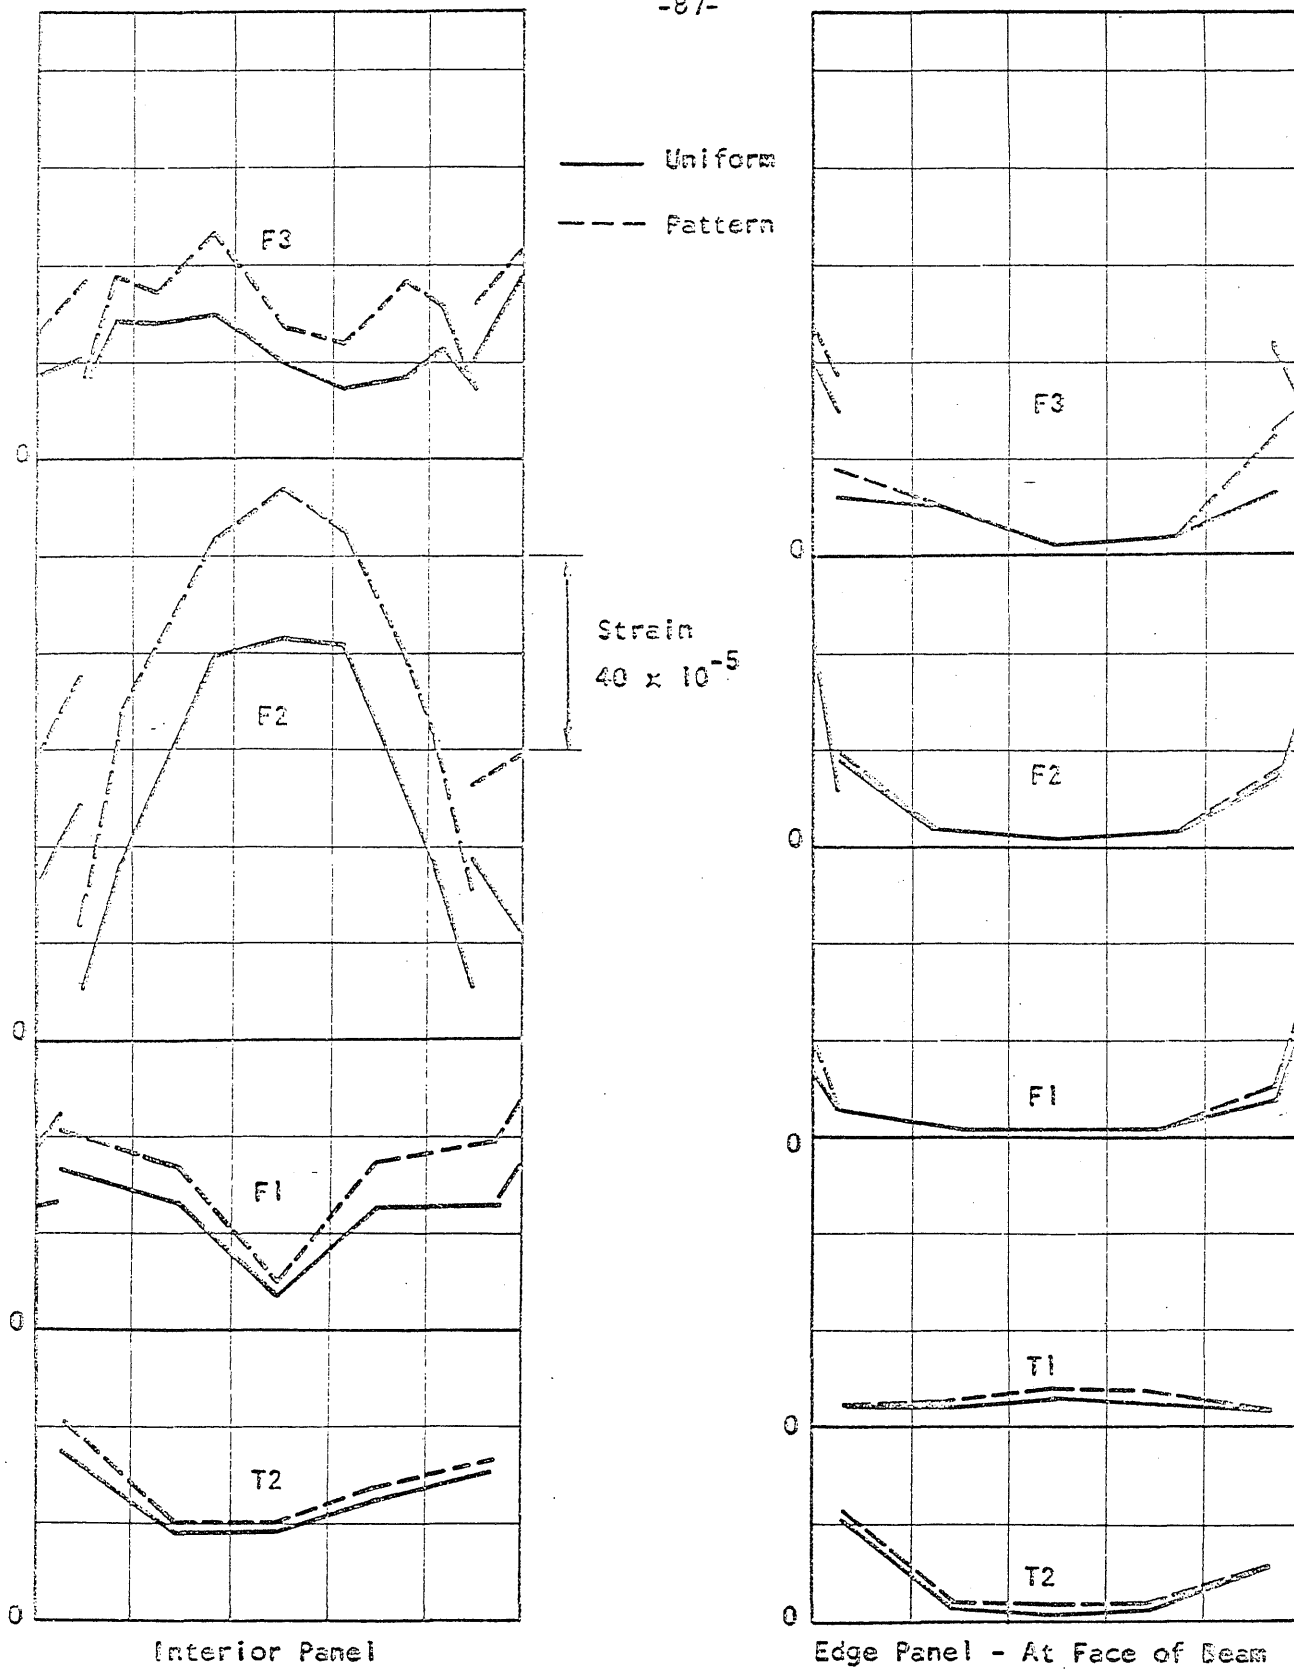 -87-
Uniform
Pattern
F3
0
Strain
40 x 10⁻⁵
F2
0
F1
0
T2
0
Interior Panel
F3
0
F2
0
F1
0
T1
0
T2
0
Edge Panel - At Face of Beam